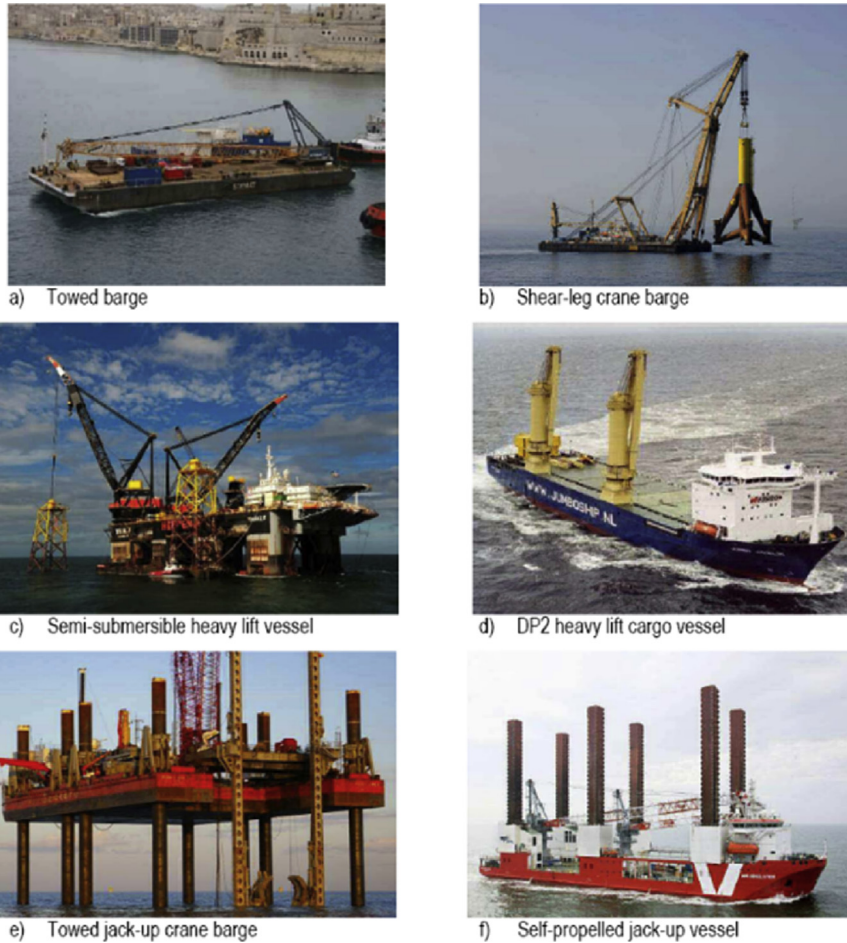 a) Towed barge
b) Shear-leg crane barge
c) Semi-submersible heavy lift vessel
WWW.JUMBOSHIP.NL
d) DP2 heavy lift cargo vessel
e) Towed jack-up crane barge
f) Self-propelled jack-up vessel